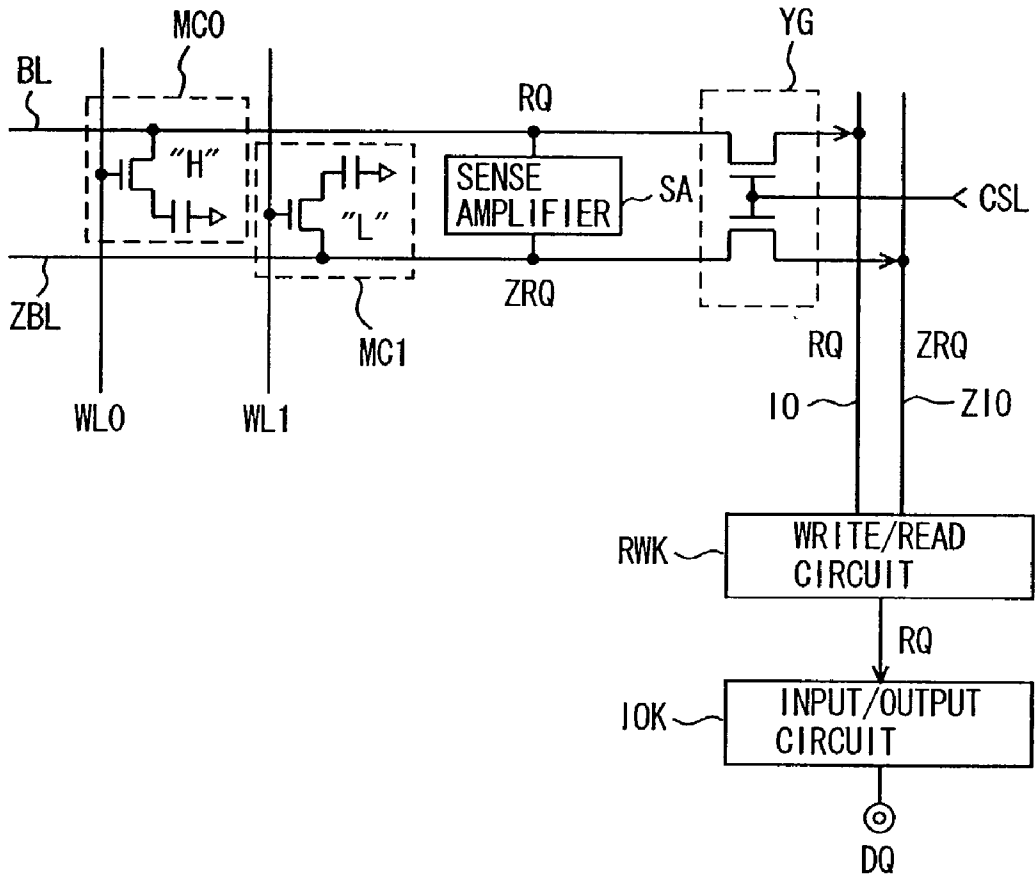 MC0
YG
BL
RQ
"H"
SENSE
AMPLIFIER
SA
"L"
CSL
ZBL
ZRQ
MC1
RQ
ZRQ
WL0
WL1
IO
ZIO
RWK
WRITE/READ
CIRCUIT
RQ
IOK
INPUT/OUTPUT
CIRCUIT
DQ